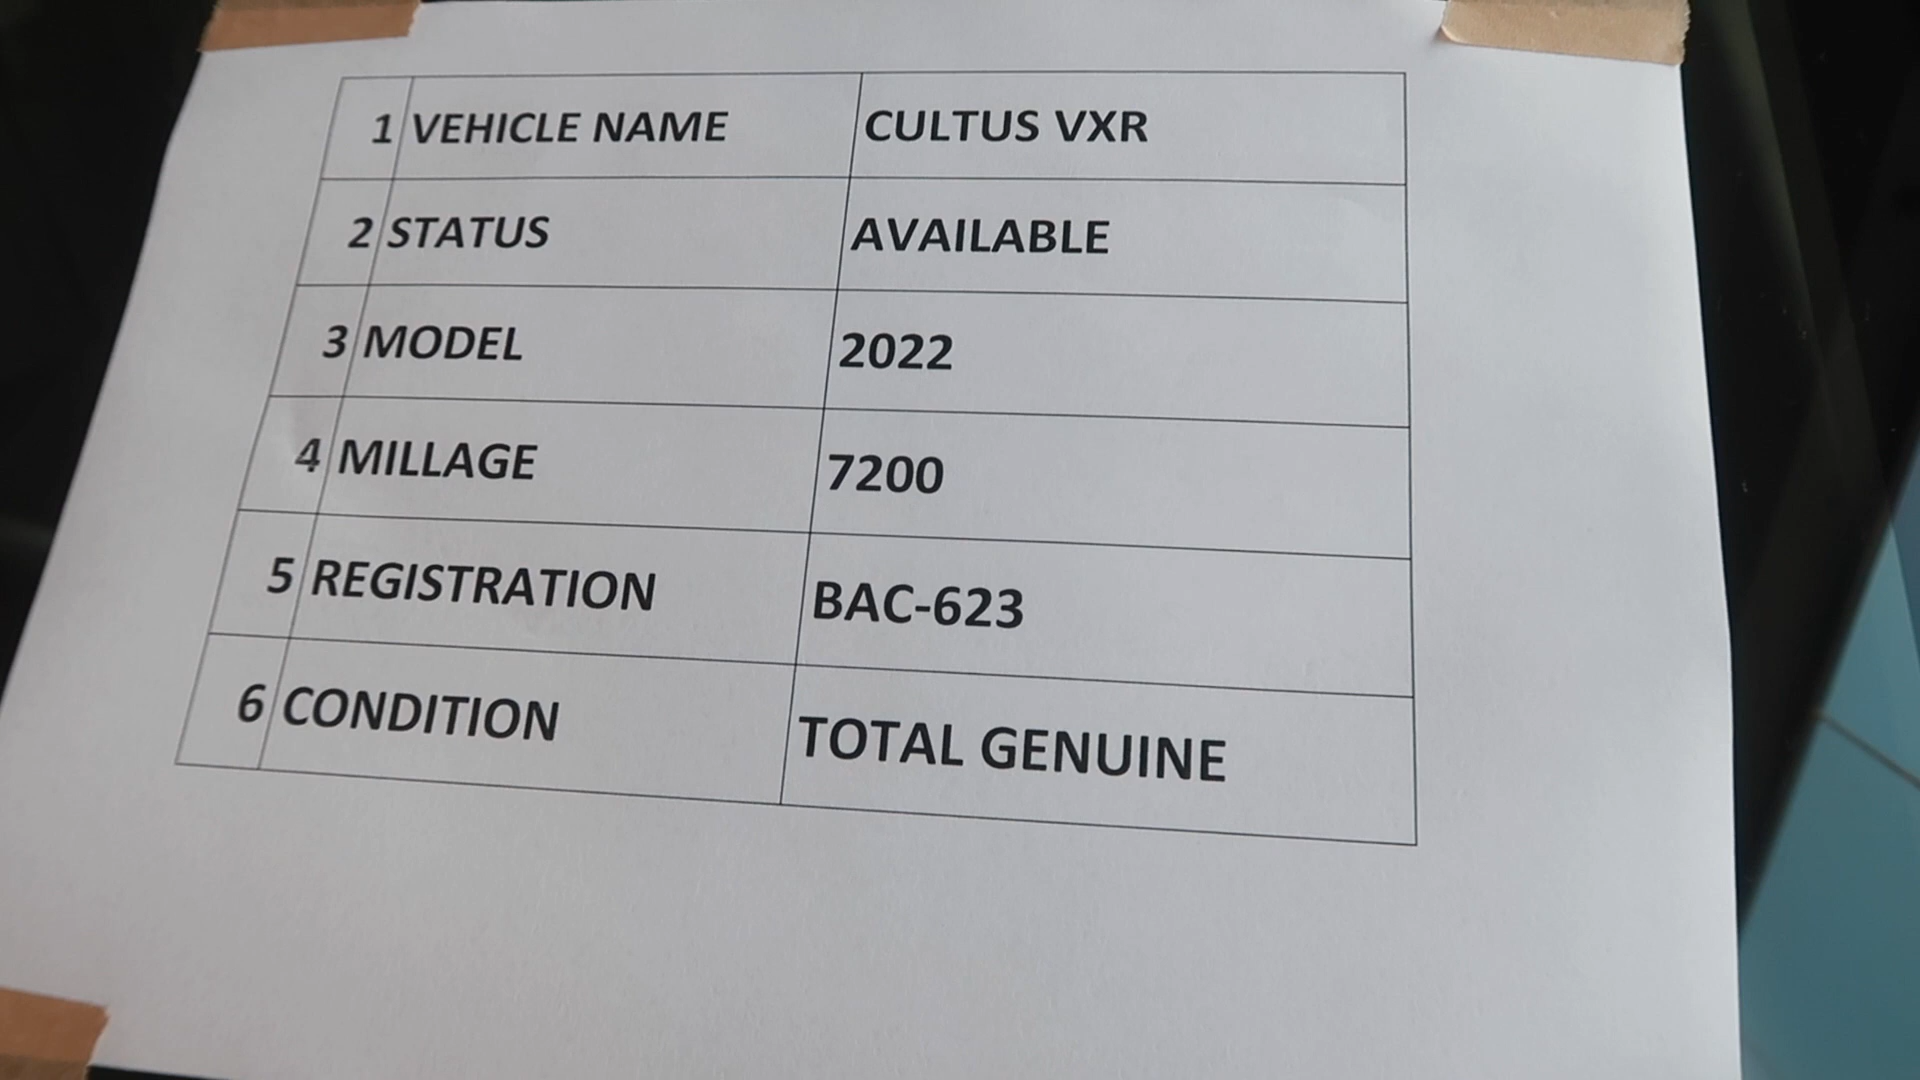 1 VEHICLE NAME CULTUS VXR
2 STATUS AVAILABLE
3 MODEL 2022
4 MILLAGE 7200
5 REGISTRATION BAC-623
6 CONDITION TOTAL GENUINE